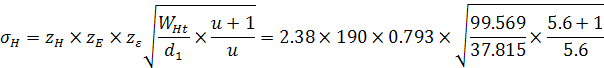 σ_H = z_H × z_E × z_ε √(W_Ht / d_1 × (u + 1) / u) = 2.38 × 190 × 0.793 × √(99.569 / 37.815 × (5.6 + 1) / 5.6)